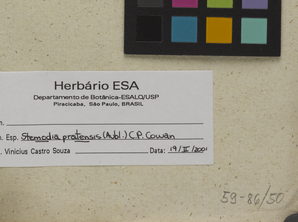 Herbário ESA
Departamento de Botânica-ESALQ/USP
Piracicaba, São Paulo, BRASIL
n.
Esp. Stemodia pratensis (Aubl.) C.P. Cowan
. Vinicius Castro Souza Dat: 19/II/2001
59-86/50